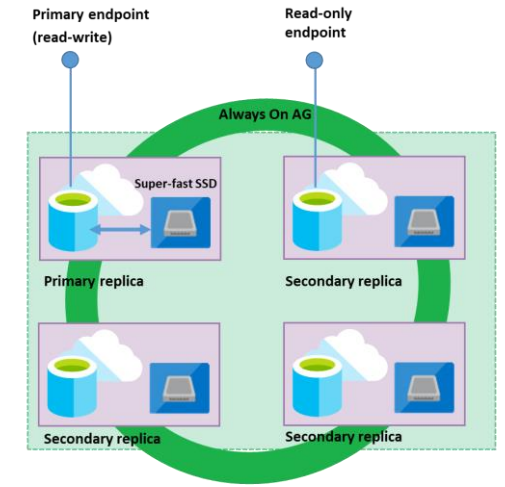 Primary endpoint
(read-write)
Read-only
endpoint
Always On AG
Super-fast SSD
Primary replica
Secondary replica
Secondary replica
Secondary replica